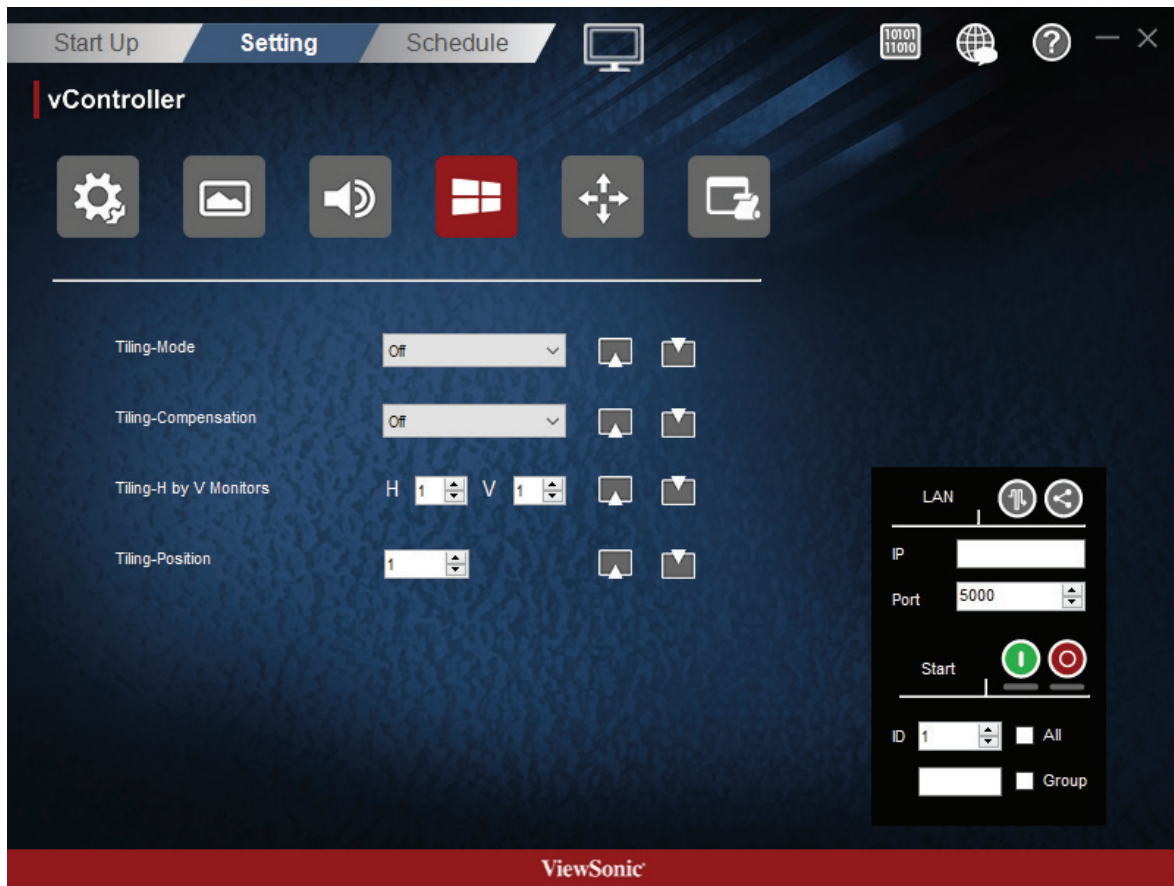 Start Up Setting Schedule
10101
11010
?
vController
Tiling-Mode Off
Tiling-Compensation Off
Tiling-H by V Monitors H 1 V 1
Tiling-Position 1
LAN
IP
Port 5000
Start
ID 1 All
Group
ViewSonic